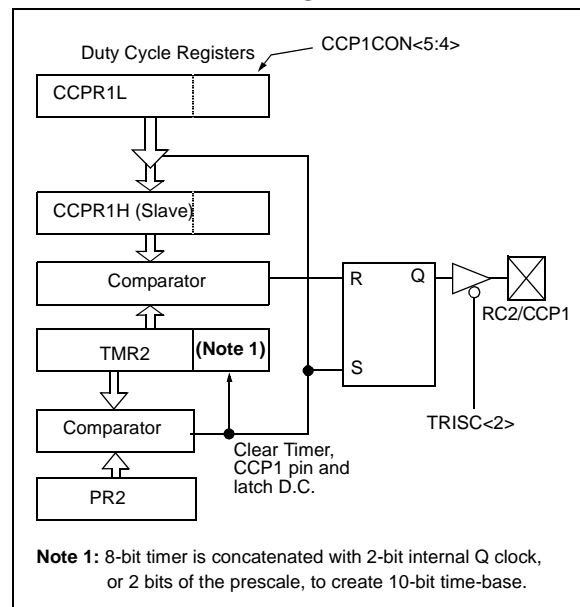 Duty Cycle Registers
CCP1CON<5:4>
CCPR1L
CCPR1H (Slave)
Comparator
R
Q
RC2/CCP1
TMR2
(Note 1)
S
TRISC<2>
Comparator
Clear Timer,
CCP1 pin and
latch D.C.
PR2
Note 1: 8-bit timer is concatenated with 2-bit internal Q clock,
or 2 bits of the prescale, to create 10-bit time-base.